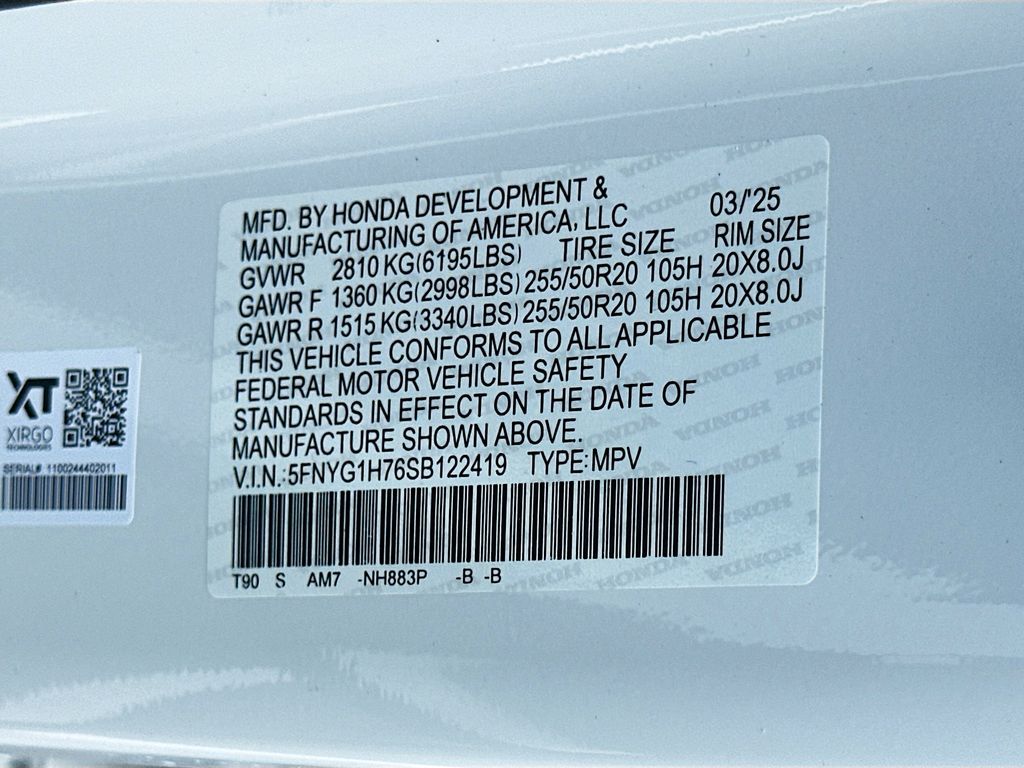 MFD. BY HONDA DEVELOPMENT &
MANUFACTURING OF AMERICA, LLC 03/'25
GVWR 2810 KG(6195LBS) TIRE SIZE RIM SIZE
GAWR F 1360 KG(2998LBS) 255/50R20 105H 20X8.0J
GAWR R 1515 KG(3340LBS) 255/50R20 105H 20X8.0J
THIS VEHICLE CONFORMS TO ALL APPLICABLE
FEDERAL MOTOR VEHICLE SAFETY
STANDARDS IN EFFECT ON THE DATE OF
MANUFACTURE SHOWN ABOVE.
V.I.N.:5FNYG1H76SB122419 TYPE:MPV
T90 S AM7 -NH883P -B -B
XT
XIRGO
TECHNOLOGIES
SERIAL# 1100244402011
HONDA